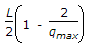 L/2 (1 - 2/q_max)